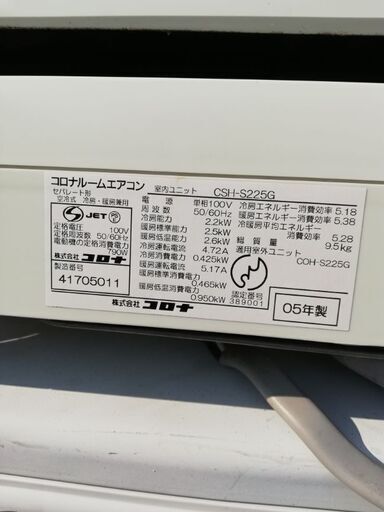 コロナルームエアコン 室内ユニット CSH-S225G
セパレート形
空冷式 冷房・暖房兼用
S JET PSE
定格電圧 100V
定格周波数 50/60Hz
電動機の定格消費電力
790W
株式会社コロナ
製造番号
41705011
電源 単相100V
50/60Hz
冷房能力 2.2kW
暖房標準能力
2.5kW
暖房低温能力
2.6kW
冷房運転電流 4.72A
冷房消費電力
0.425kW
暖房運転電流
5.17A
暖房標準消費電力
0.465kW
暖房低温消費電力
0.950kW
冷房エネルギー消費効率 5.18
暖房エネルギー消費効率 5.38
冷暖房平均エネルギー
消費効率 5.28
総質量 9.5kg
適用室外ユニット
COH-S225G
認定番号
389001
05年製
株式会社 コロナ